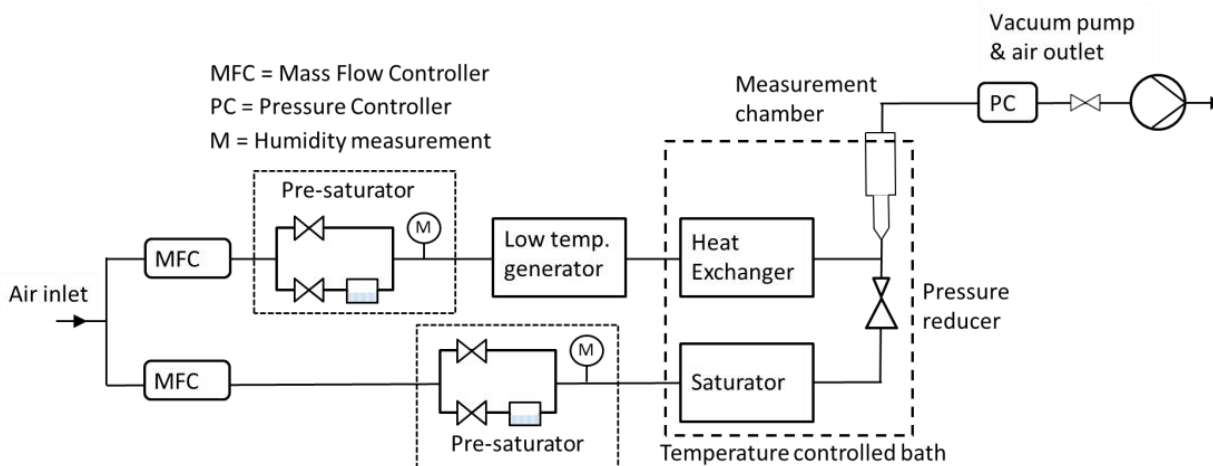 Vacuum pump
& air outlet
MFC = Mass Flow Controller
PC = Pressure Controller
M = Humidity measurement
Measurement
chamber
PC
Pre-saturator
M
MFC
Low temp.
generator
Heat
Exchanger
Air inlet
Pressure
reducer
MFC
M
Saturator
Pre-saturator
Temperature controlled bath